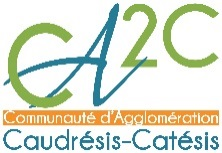 CA2C
Communauté d'Agglomération
Caudrésis-Catésis